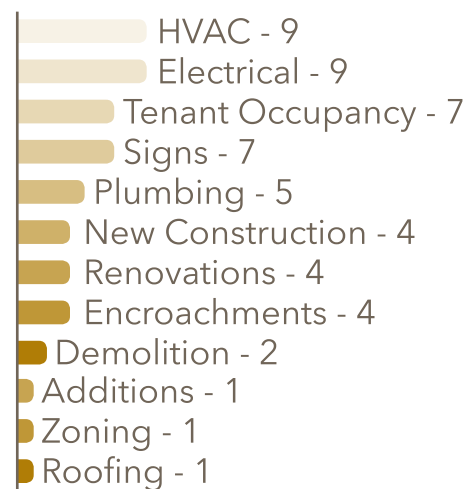 HVAC - 9
Electrical - 9
Tenant Occupancy - 7
Signs - 7
Plumbing - 5
New Construction - 4
Renovations - 4
Encroachments - 4
Demolition - 2
Additions - 1
Zoning - 1
Roofing - 1